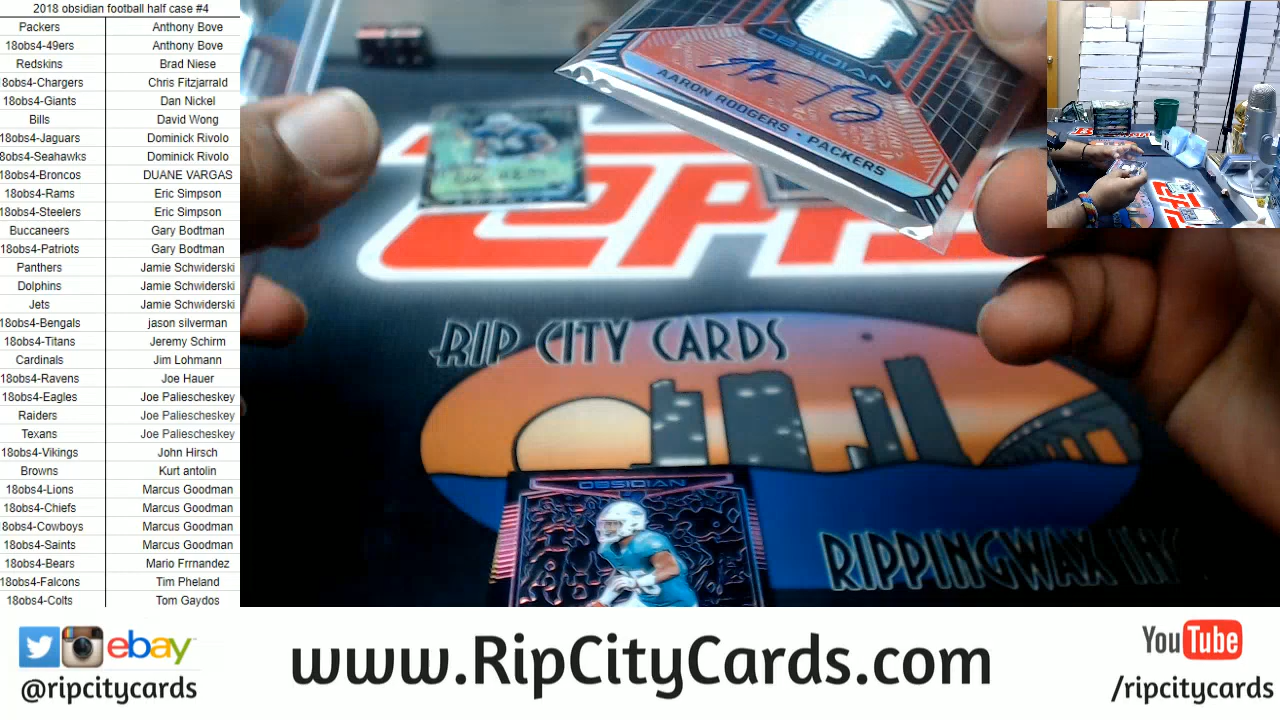 2018 obsidian football half case #4
Packers Anthony Bove
18obs4-49ers Anthony Bove
Redskins Brad Niese
8obs4-Chargers Chris Fitzjarrald
18obs4-Giants Dan Nickel
Bills David Wong
18obs4-Jaguars Dominick Rivolo
8obs4-Seahawks Dominick Rivolo
18obs4-Broncos DUANE VARGAS
18obs4-Rams Eric Simpson
18obs4-Steelers Eric Simpson
Buccaneers Gary Bodtman
18obs4-Patriots Gary Bodtman
Panthers Jamie Schwiderski
Dolphins Jamie Schwiderski
Jets Jamie Schwiderski
18obs4-Bengals jason silverman
18obs4-Titans Jeremy Schirm
Cardinals Jim Lohmann
18obs4-Ravens Joe Hauer
18obs4-Eagles Joe Paliescheskey
Raiders Joe Paliescheskey
Texans Joe Paliescheskey
18obs4-Vikings John Hirsch
Browns Kurt antolin
18obs4-Lions Marcus Goodman
18obs4-Chiefs Marcus Goodman
8obs4-Cowboys Marcus Goodman
18obs4-Saints Marcus Goodman
18obs4-Bears Mario Frrnandez
18obs4-Falcons Tim Pheland
18obs4-Colts Tom Gaydos
OBSIDIAN
AARON RODGERS • PACKERS
RIP CITY CARDS
OBSIDIAN
RIPPINGWAX
ebay
@ripcitycards
www.RipCityCards.com
YouTube
/ripcitycards